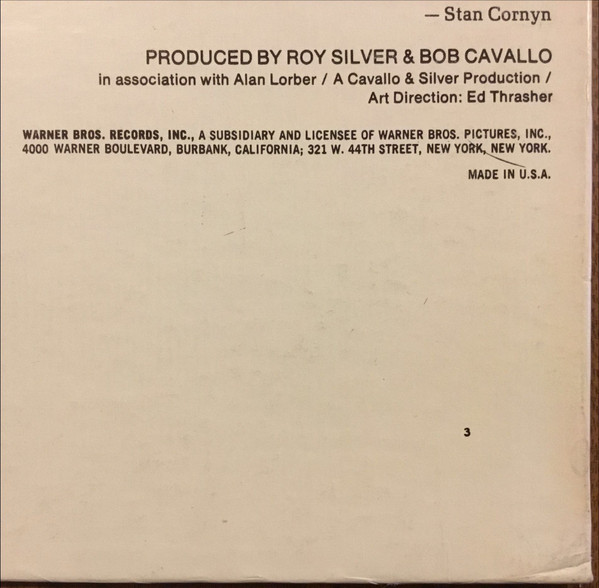 — Stan Cornyn
PRODUCED BY ROY SILVER & BOB CAVALLO
in association with Alan Lorber / A Cavallo & Silver Production /
Art Direction: Ed Thrasher
WARNER BROS. RECORDS, INC., A SUBSIDIARY AND LICENSEE OF WARNER BROS. PICTURES, INC.,
4000 WARNER BOULEVARD, BURBANK, CALIFORNIA; 321 W. 44TH STREET, NEW YORK, NEW YORK.
MADE IN U.S.A.
3